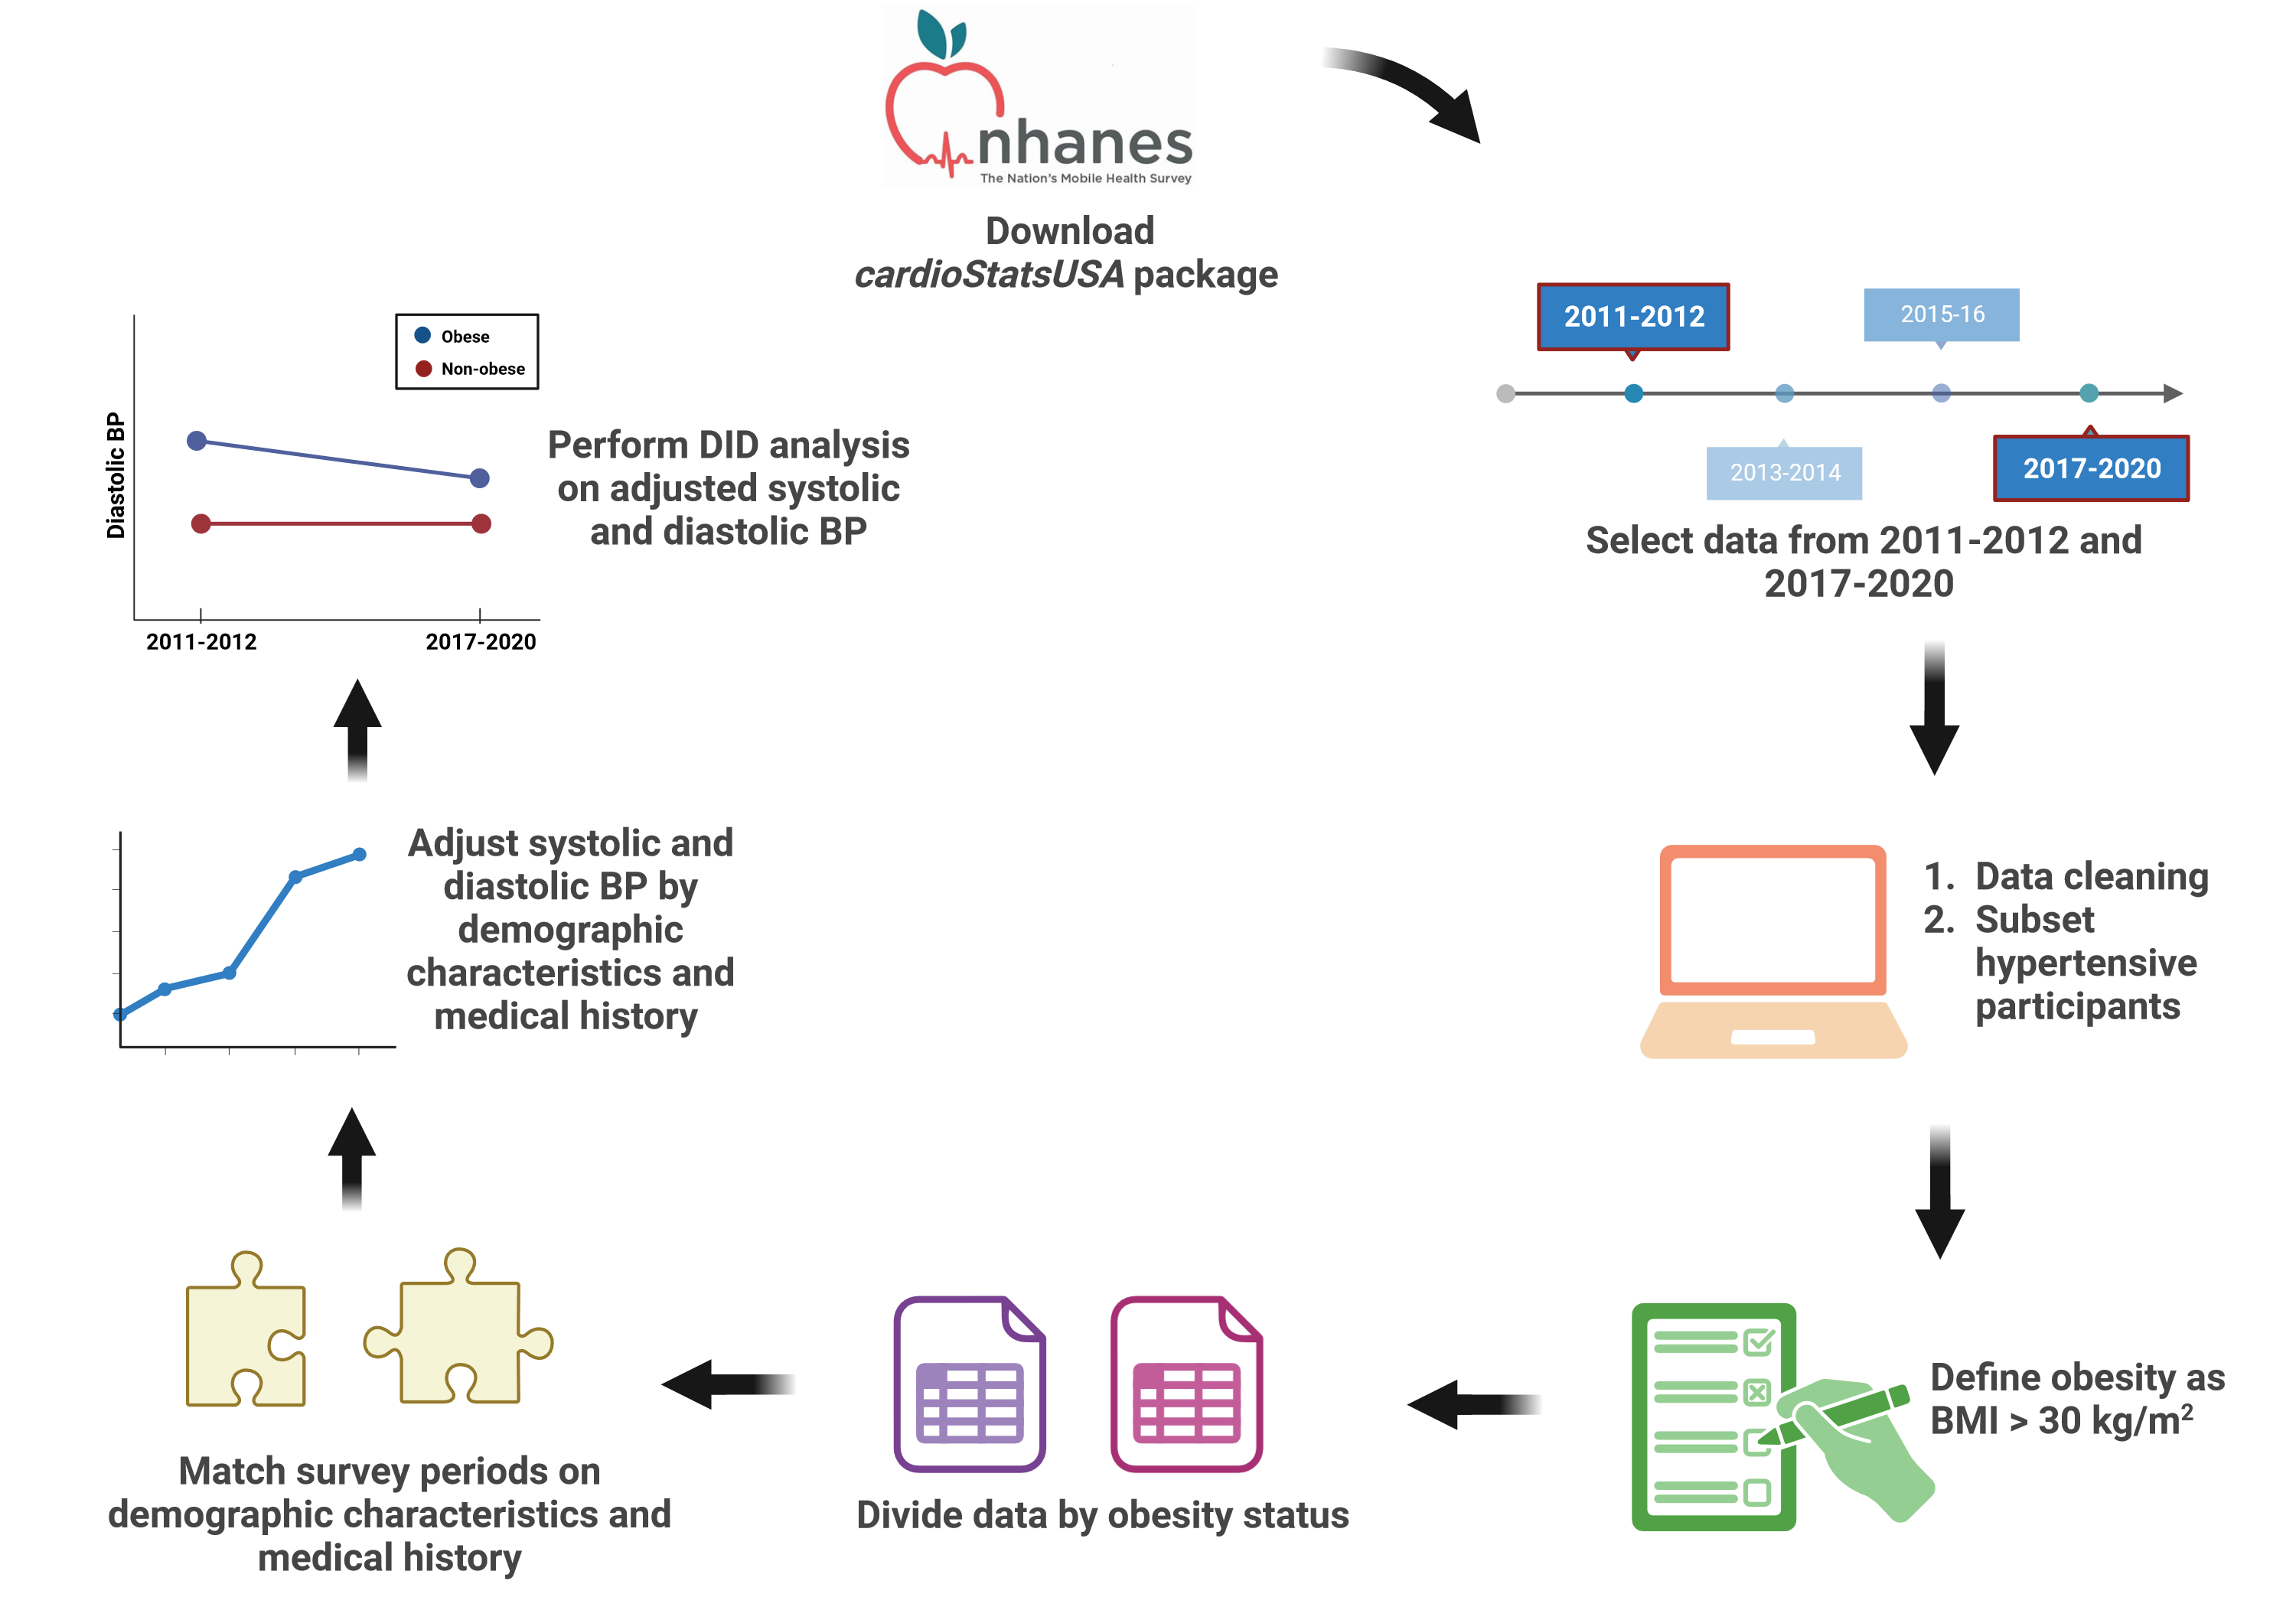 nhanes
The Nation's Mobile Health Survey
Download
cardioStatsUSA package
2011-2012
2015-16
2013-2014
2017-2020
Select data from 2011-2012 and
2017-2020
1. Data cleaning
2. Subset
hypertensive
participants
Define obesity as
BMI > 30 kg/m²
Divide data by obesity status
Match survey periods on
demographic characteristics and
medical history
Adjust systolic and
diastolic BP by
demographic
characteristics and
medical history
Obese
Non-obese
Diastolic BP
2011-2012
2017-2020
Perform DID analysis
on adjusted systolic
and diastolic BP